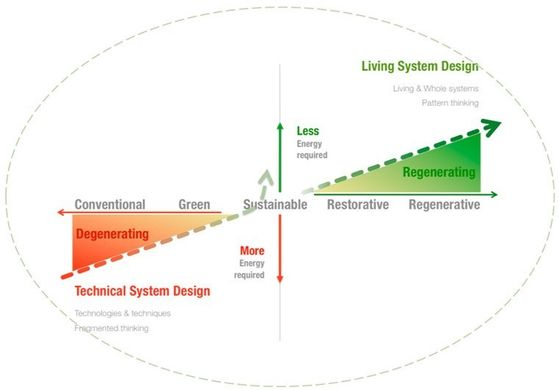 Living System Design
Living & Whole systems
Pattern thinking
Less
Energy
required
Regenerating
Conventional
Green
Sustainable
Restorative
Regenerative
Degenerating
More
Energy
required
Technical System Design
Technologies & techniques
Fragmented thinking